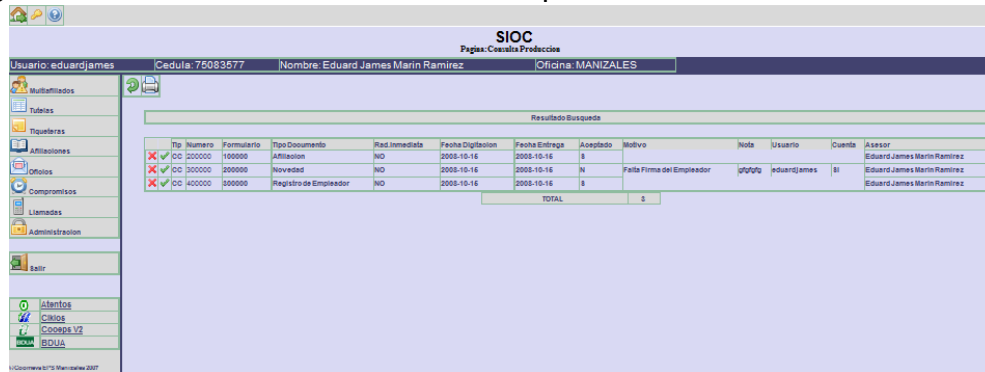 SIOC
Pagina: Consulta Produccion
Usuario: eduardjames Cedula: 75083577 Nombre: Eduard James Marin Ramirez Oficina: MANIZALES
Multiafiliados
Tutelas
Tiqueteras
Afiliaciones
Oficios
Compromisos
Llamadas
Administracion
Salir
Atentos
Ciklos
Cooeps V2
BDUA BDUA
Coomeva EPS Manizales 2007
Resultado Busqueda
Tip Numero Formulario Tipo Documento Rad.Inmediata Fecha Digitacion Fecha Entrega Aceptado Motivo Nota Usuario Cuenta Asesor
CC 200000 100000 Afiliacion NO 2008-10-16 2008-10-16 S Eduard James Marin Ramirez
CC 300000 200000 Novedad NO 2008-10-16 2008-10-16 N Falta Firma del Empleador gfgfgfg eduardjames SI Eduard James Marin Ramirez
CC 400000 300000 Registro de Empleador NO 2008-10-16 2008-10-16 S Eduard James Marin Ramirez
TOTAL 3